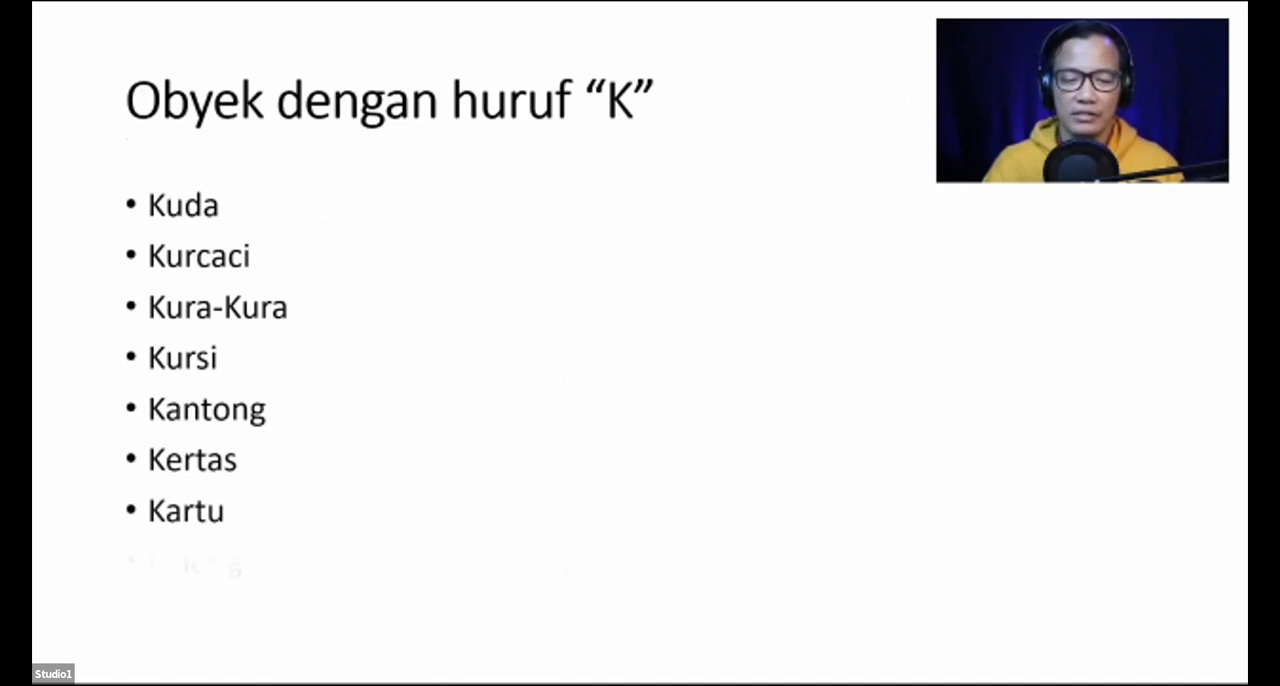 Obyek dengan huruf “K”
• Kuda
• Kurcaci
• Kura-Kura
• Kursi
• Kantong
• Kertas
• Kartu
Studio1